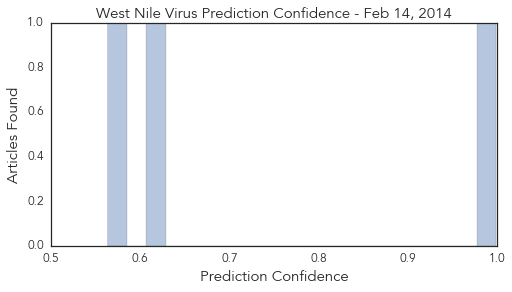 West Nile Virus Prediction Confidence - Feb 14, 2014
1.0
0.8
0.6
0.4
0.2
0.0
Articles Found
0.5 0.6 0.7 0.8 0.9 1.0
Prediction Confidence